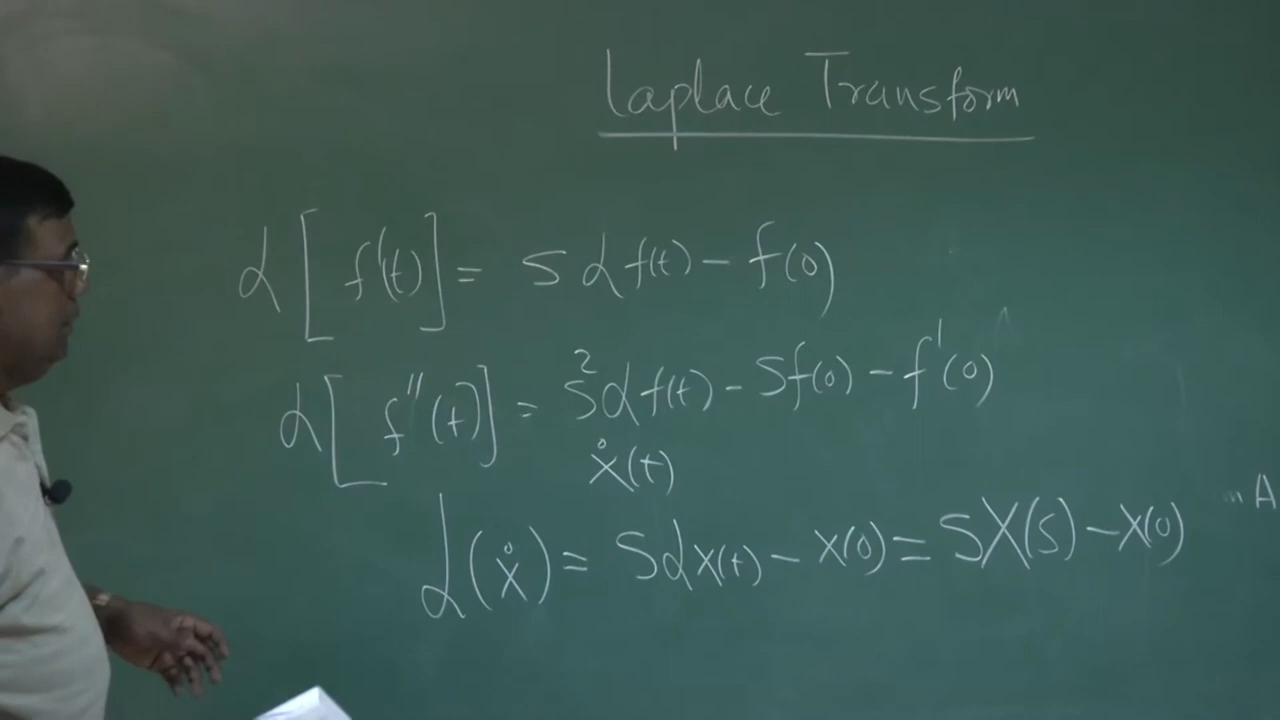 Laplace Transform
ℒ[f'(t)] = Sℒf(t) - f(0)
ℒ[f''(t)] = S²ℒf(t) - Sf(0) - f'(0)
ẋ(t)
ℒ(ẋ) = Sℒx(t) - x(0) = SX(s) - x(0)
A